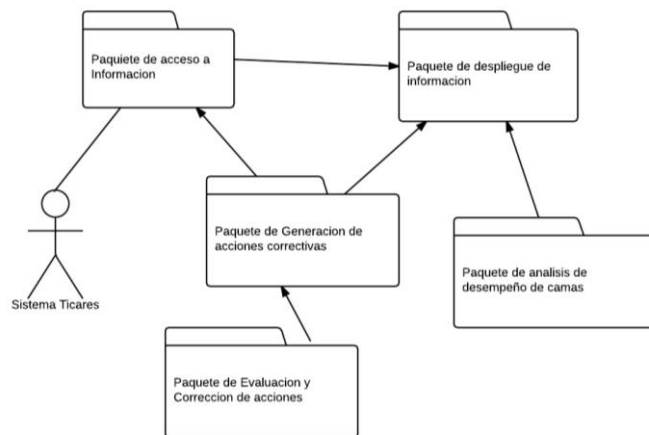 Paquiete de acceso a
Informacion
Paquete de despliegue de
informacion
Paquete de Generacion de
acciones correctivas
Paquete de analisis de
desempeño de camas
Sistema Ticares
Paquete de Evaluacion y
Correccion de acciones